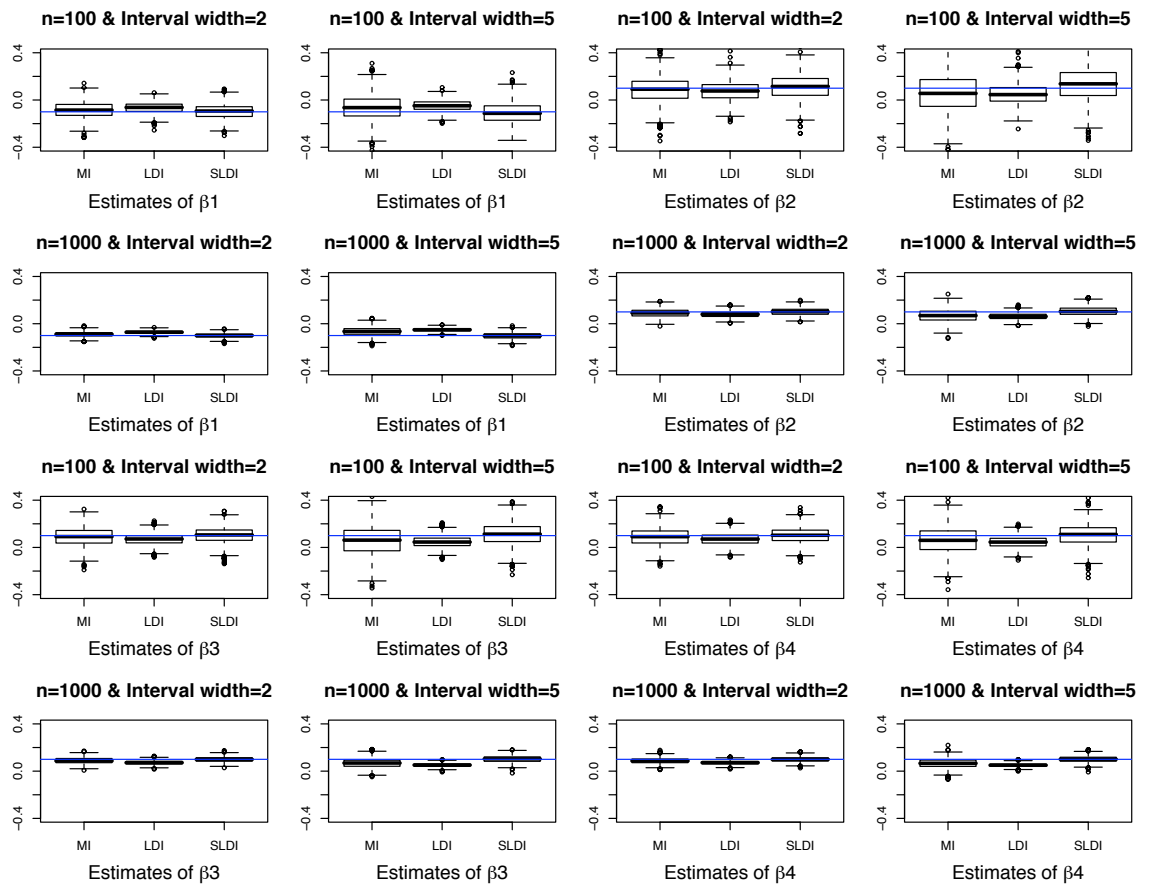 n=100 & Interval width=2
0.4
0.0
−0.4
MI LDI SLDI
Estimates of β1
n=100 & Interval width=5
0.4
0.0
−0.4
MI LDI SLDI
Estimates of β1
n=100 & Interval width=2
0.4
0.0
−0.4
MI LDI SLDI
Estimates of β2
n=100 & Interval width=5
0.4
0.0
−0.4
MI LDI SLDI
Estimates of β2
n=1000 & Interval width=2
0.4
0.0
−0.4
MI LDI SLDI
Estimates of β1
n=1000 & Interval width=5
0.4
0.0
−0.4
MI LDI SLDI
Estimates of β1
n=1000 & Interval width=2
0.4
0.0
−0.4
MI LDI SLDI
Estimates of β2
n=1000 & Interval width=5
0.4
0.0
−0.4
MI LDI SLDI
Estimates of β2
n=100 & Interval width=2
0.4
0.0
−0.4
MI LDI SLDI
Estimates of β3
n=100 & Interval width=5
0.4
0.0
−0.4
MI LDI SLDI
Estimates of β3
n=100 & Interval width=2
0.4
0.0
−0.4
MI LDI SLDI
Estimates of β4
n=100 & Interval width=5
0.4
0.0
−0.4
MI LDI SLDI
Estimates of β4
n=1000 & Interval width=2
0.4
0.0
−0.4
MI LDI SLDI
Estimates of β3
n=1000 & Interval width=5
0.4
0.0
−0.4
MI LDI SLDI
Estimates of β3
n=1000 & Interval width=2
0.4
0.0
−0.4
MI LDI SLDI
Estimates of β4
n=1000 & Interval width=5
0.4
0.0
−0.4
MI LDI SLDI
Estimates of β4